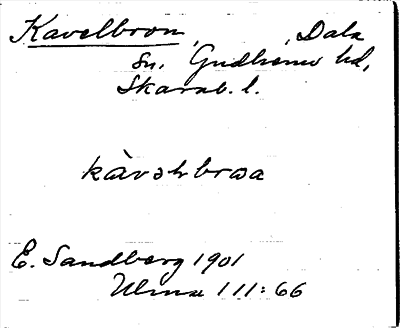 Kavelbron, , Dala
sn. Gudhems hd,
Skarab. l.
kàvəlbroa
E. Sandberg 1901
Ulma 111:66